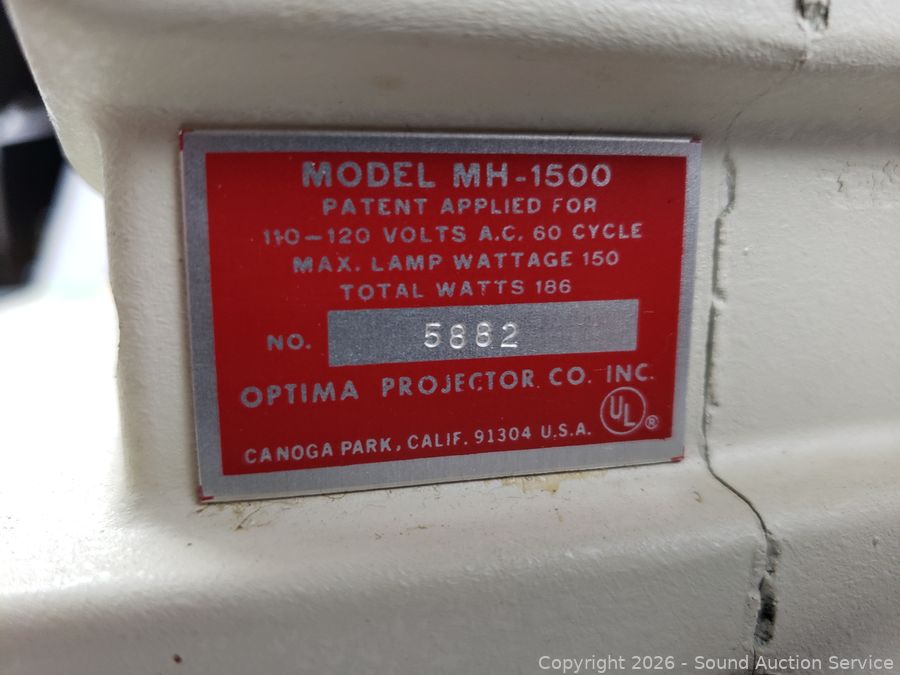 MODEL MH-1500
PATENT APPLIED FOR
110-120 VOLTS A.C. 60 CYCLE
MAX. LAMP WATTAGE 150
TOTAL WATTS 186
NO. 5882
OPTIMA PROJECTOR CO. INC.
UL ®
CANOGA PARK, CALIF. 91304 U.S.A.
Copyright © 2026 - Sound Auction Service